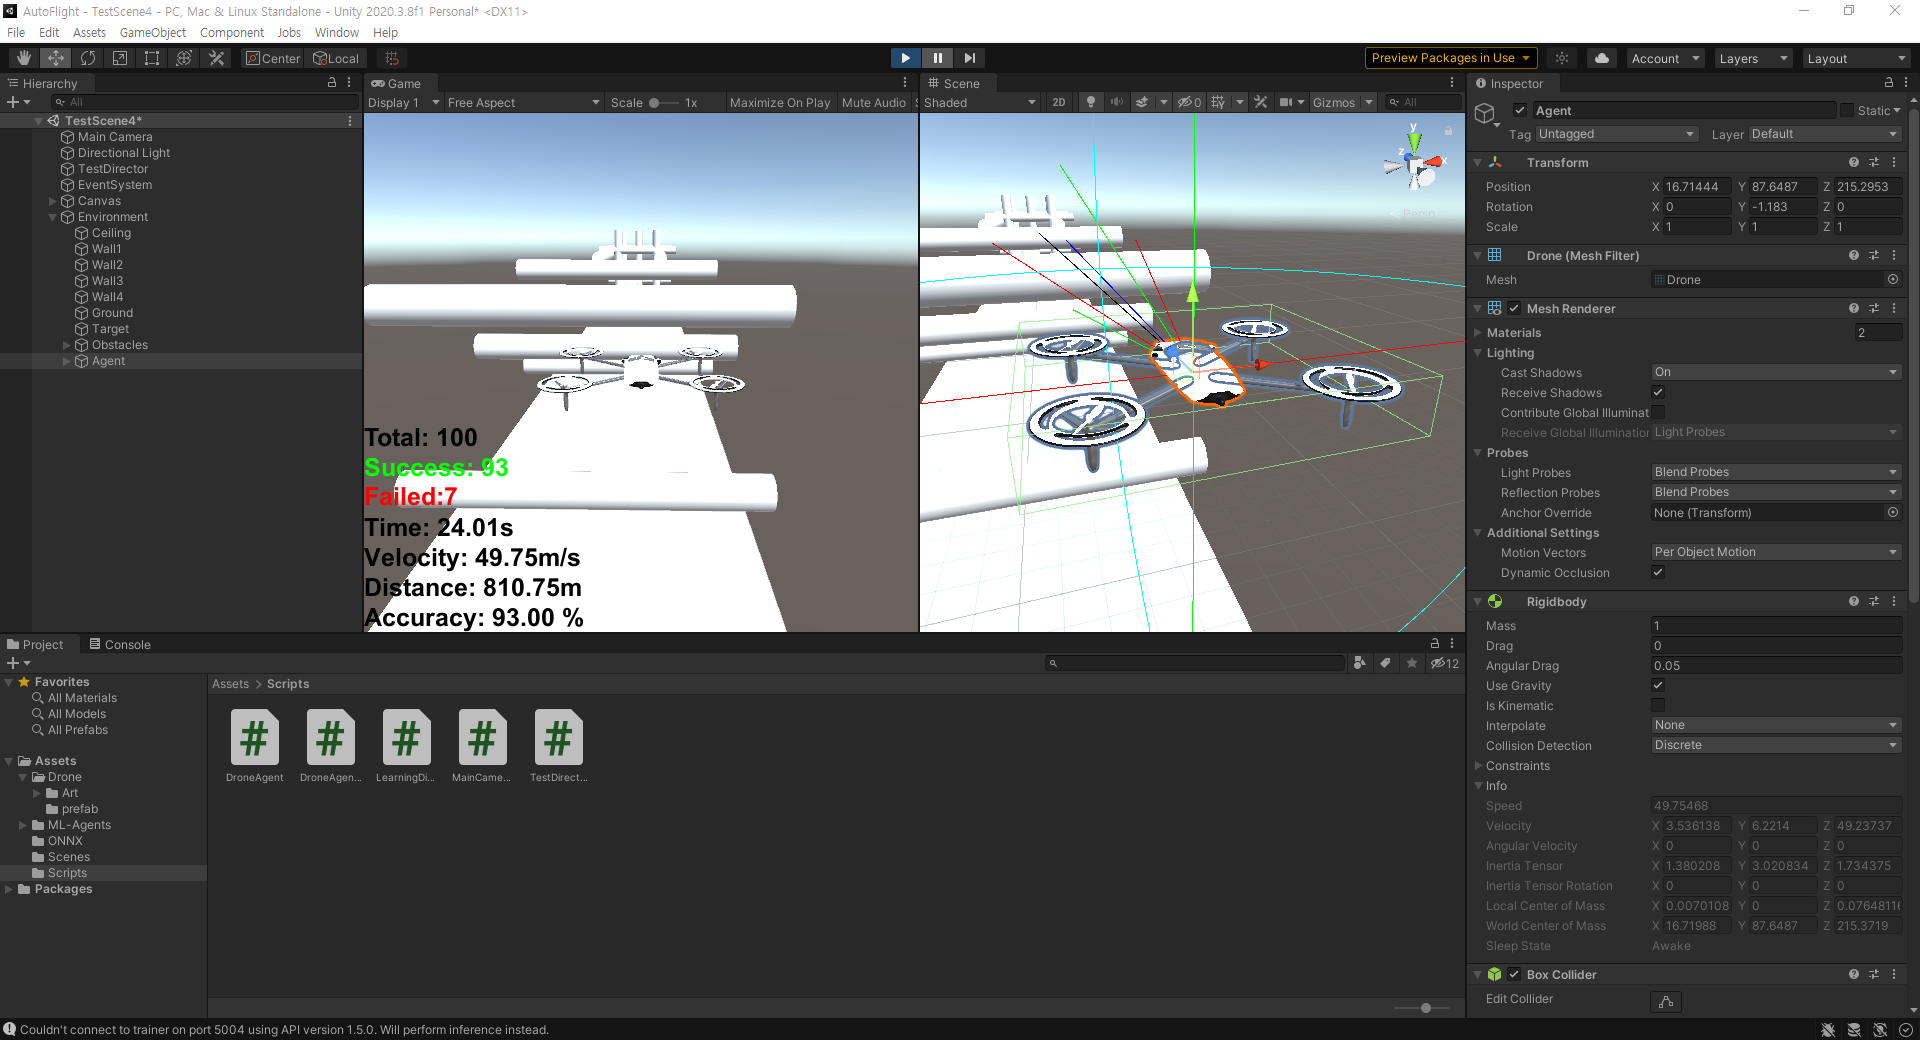 AutoFlight - TestScene4 - PC, Mac & Linux Standalone - Unity 2020.3.8f1 Personal* <DX11>
File Edit Assets GameObject Component Jobs Window Help
Center Local
Preview Packages in Use
Account Layers Layout
Hierarchy
All
TestScene4*
Main Camera
Directional Light
TestDirector
EventSystem
Canvas
Environment
Ceiling
Wall1
Wall2
Wall3
Wall4
Ground
Target
Obstacles
Agent
Game
Display 1 Free Aspect Scale 1x Maximize On Play Mute Audio
Total: 100
Success: 93
Failed:7
Time: 24.01s
Velocity: 49.75m/s
Distance: 810.75m
Accuracy: 93.00 %
Scene
Shaded 2D 0 Gizmos All
y
z x
Persp
Inspector
Agent Static
Tag Untagged Layer Default
Transform
Position X 16.71444 Y 87.6487 Z 215.2953
Rotation X 0 Y -1.183 Z 0
Scale X 1 Y 1 Z 1
Drone (Mesh Filter)
Mesh Drone
Mesh Renderer
Materials 2
Lighting
Cast Shadows On
Receive Shadows
Contribute Global Illuminat
Receive Global Illumination Light Probes
Probes
Light Probes Blend Probes
Reflection Probes Blend Probes
Anchor Override None (Transform)
Additional Settings
Motion Vectors Per Object Motion
Dynamic Occlusion
Rigidbody
Mass 1
Drag 0
Angular Drag 0.05
Use Gravity
Is Kinematic
Interpolate None
Collision Detection Discrete
Constraints
Info
Speed 49.75468
Velocity X 3.536138 Y 6.2214 Z 49.23737
Angular Velocity X 0 Y 0 Z 0
Inertia Tensor X 1.380208 Y 3.020834 Z 1.734375
Inertia Tensor Rotation X 0 Y 0 Z 0
Local Center of Mass X 0.0070108 Y 0 Z 0.0764811
World Center of Mass X 16.71988 Y 87.6487 Z 215.3719
Sleep State Awake
Box Collider
Edit Collider
Project Console
12
Favorites
All Materials
All Models
All Prefabs
Assets
Drone
Art
prefab
ML-Agents
ONNX
Scenes
Scripts
Packages
Assets > Scripts
DroneAgent DroneAgen... LearningDi... MainCame... TestDirect...
Couldn't connect to trainer on port 5004 using API version 1.5.0. Will perform inference instead.